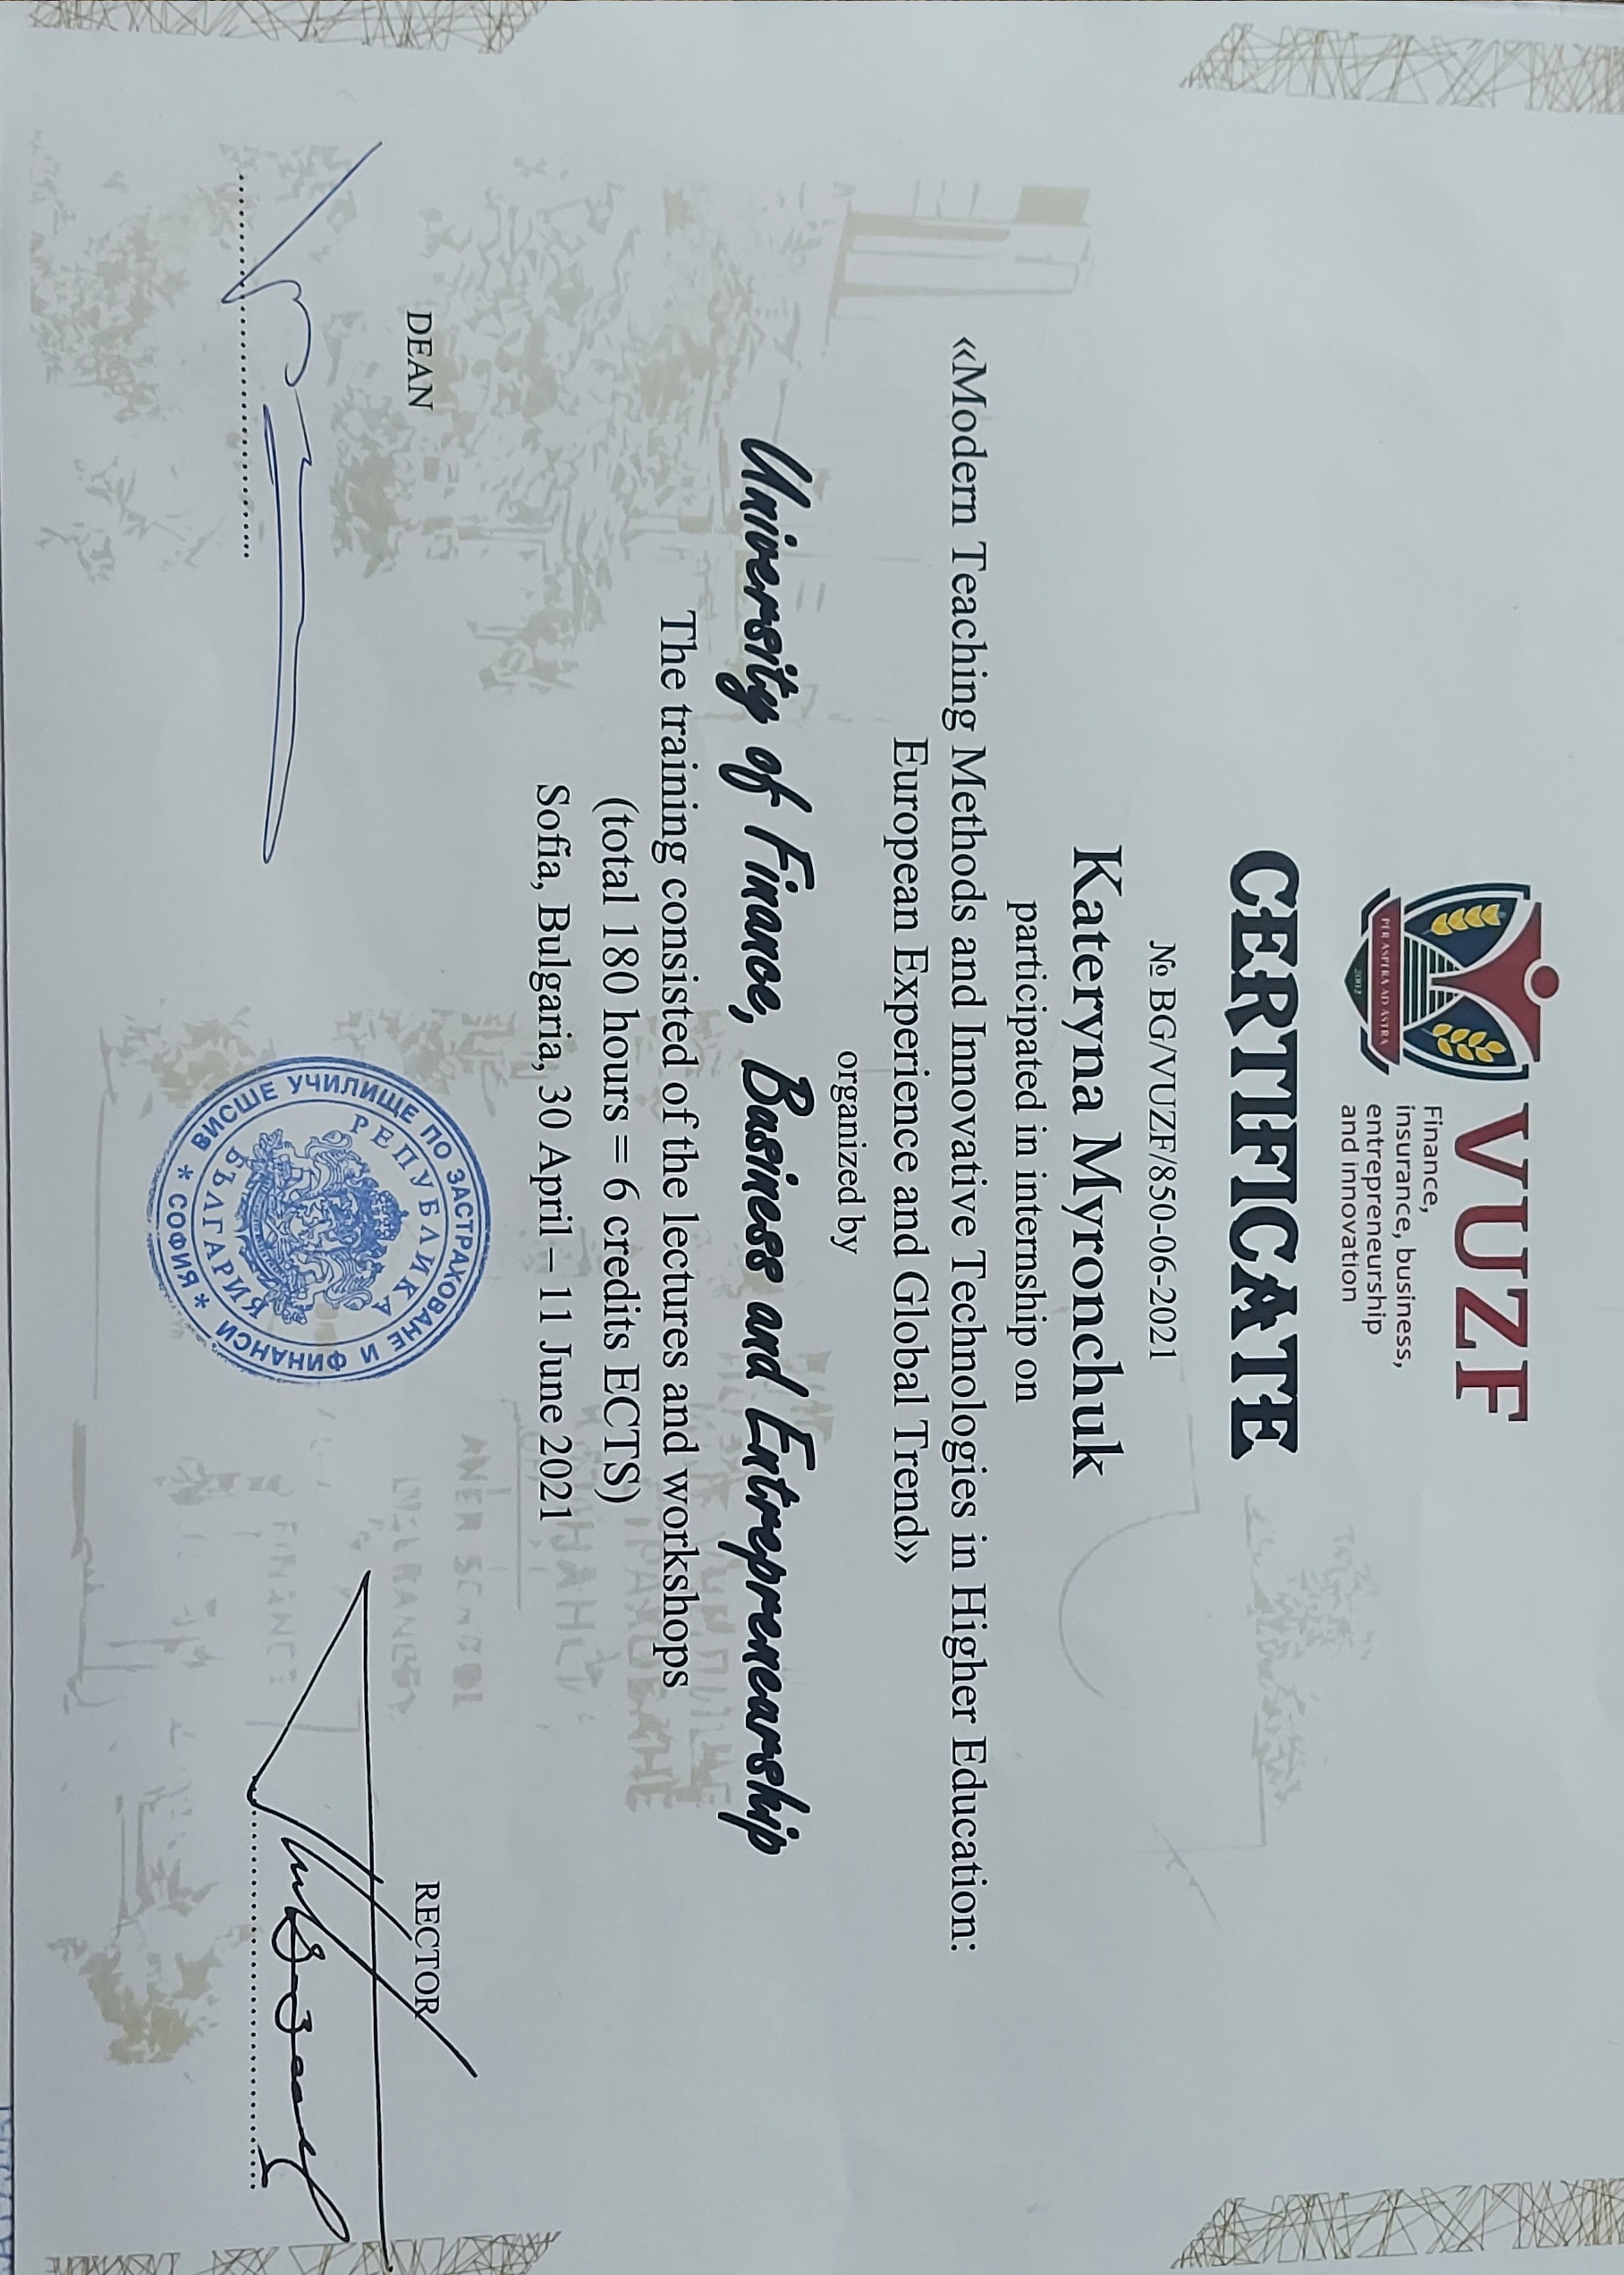 VUZF
Finance,
insurance, business,
entrepreneurship
and innovation
PER ASPERA AD ASTRA
2002
CERTIFICATE
№ BG/VUZF/850-06-2021
Kateryna Myronchuk
participated in internship on
«Modern Teaching Methods and Innovative Technologies in Higher Education:
European Experience and Global Trend»
organized by
University of Finance, Business and Entrepreneurship
The training consisted of the lectures and workshops
(total 180 hours = 6 credits ECTS)
Sofia, Bulgaria, 30 April – 11 June 2021
DEAN
RECTOR
ВИСШЕ УЧИЛИЩЕ ПО ЗАСТРАХОВАНЕ И ФИНАНСИ
* СОФИЯ *
РЕПУБЛИКА
БЪЛГАРИЯ